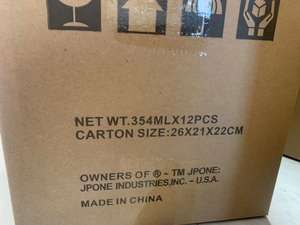 NET WT.354MLX12PCS
CARTON SIZE:26X21X22CM
OWNERS OF ® - TM JPONE:
JPONE INDUSTRIES,INC. - U.S.A.
MADE IN CHINA